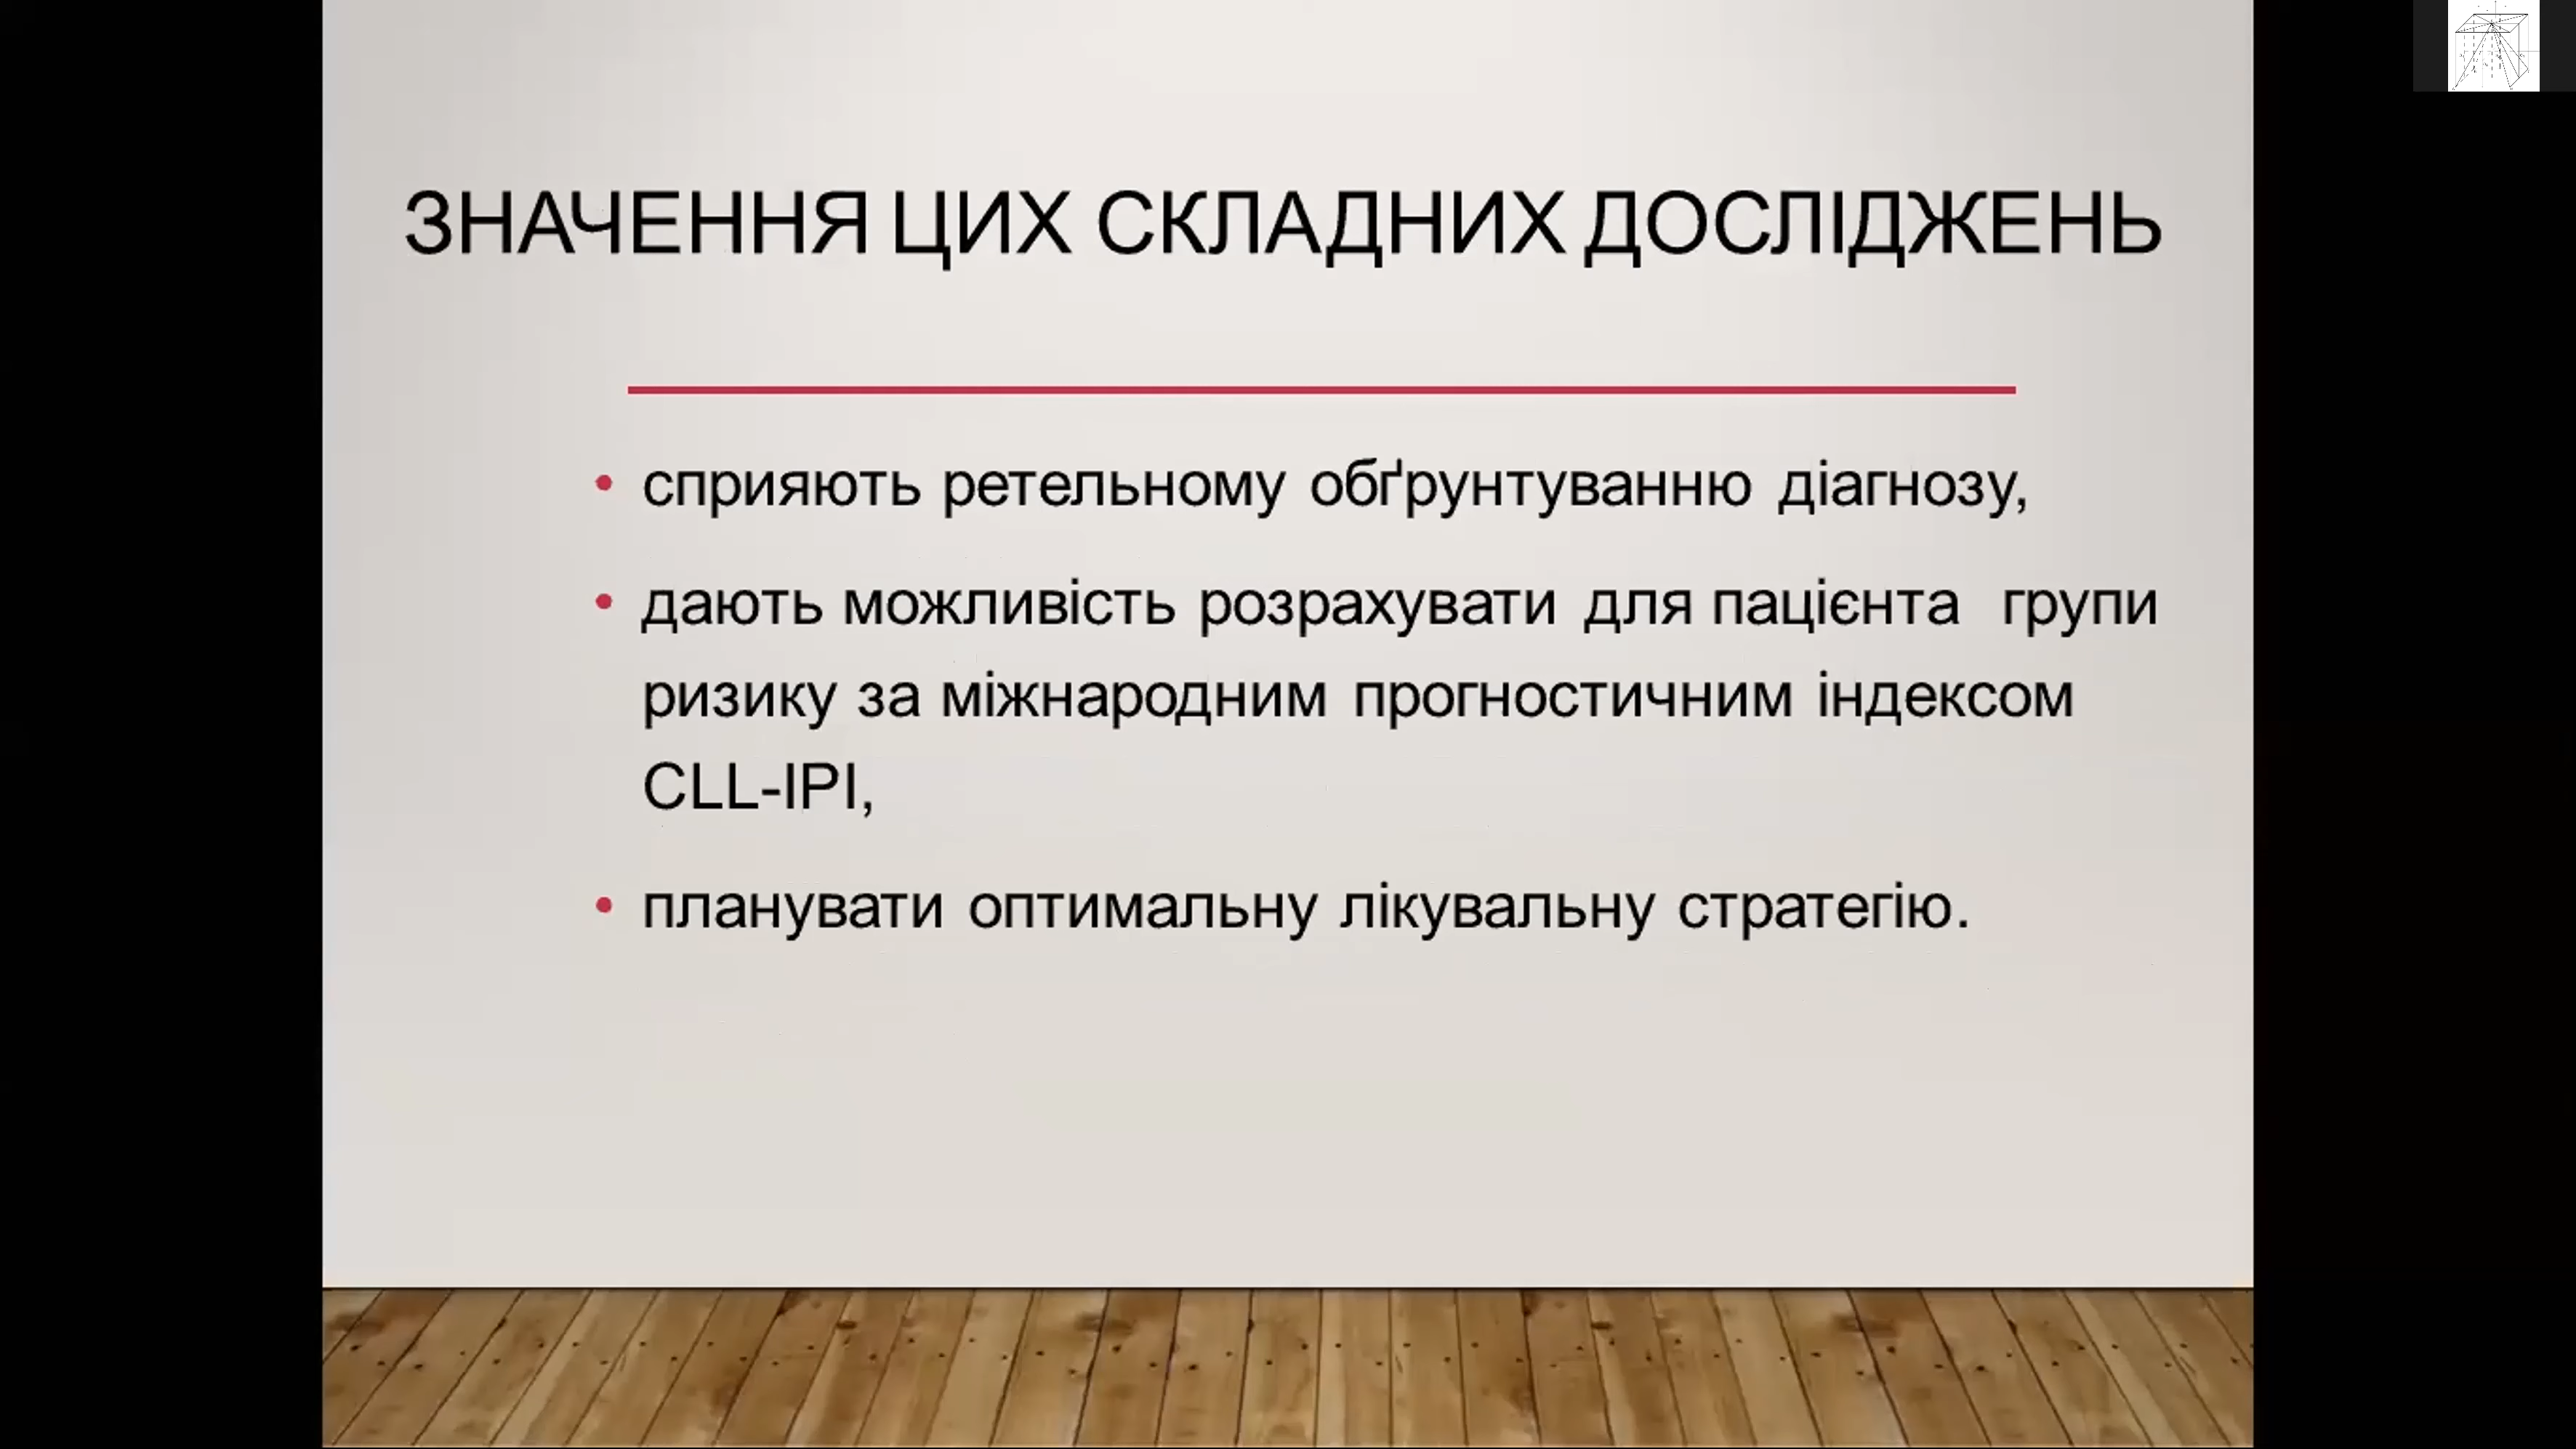 ЗНАЧЕННЯ ЦИХ СКЛАДНИХ ДОСЛІДЖЕНЬ
• сприяють ретельному обґрунтуванню діагнозу,
• дають можливість розрахувати для пацієнта групи
ризику за міжнародним прогностичним індексом
CLL-IPI,
• планувати оптимальну лікувальну стратегію.